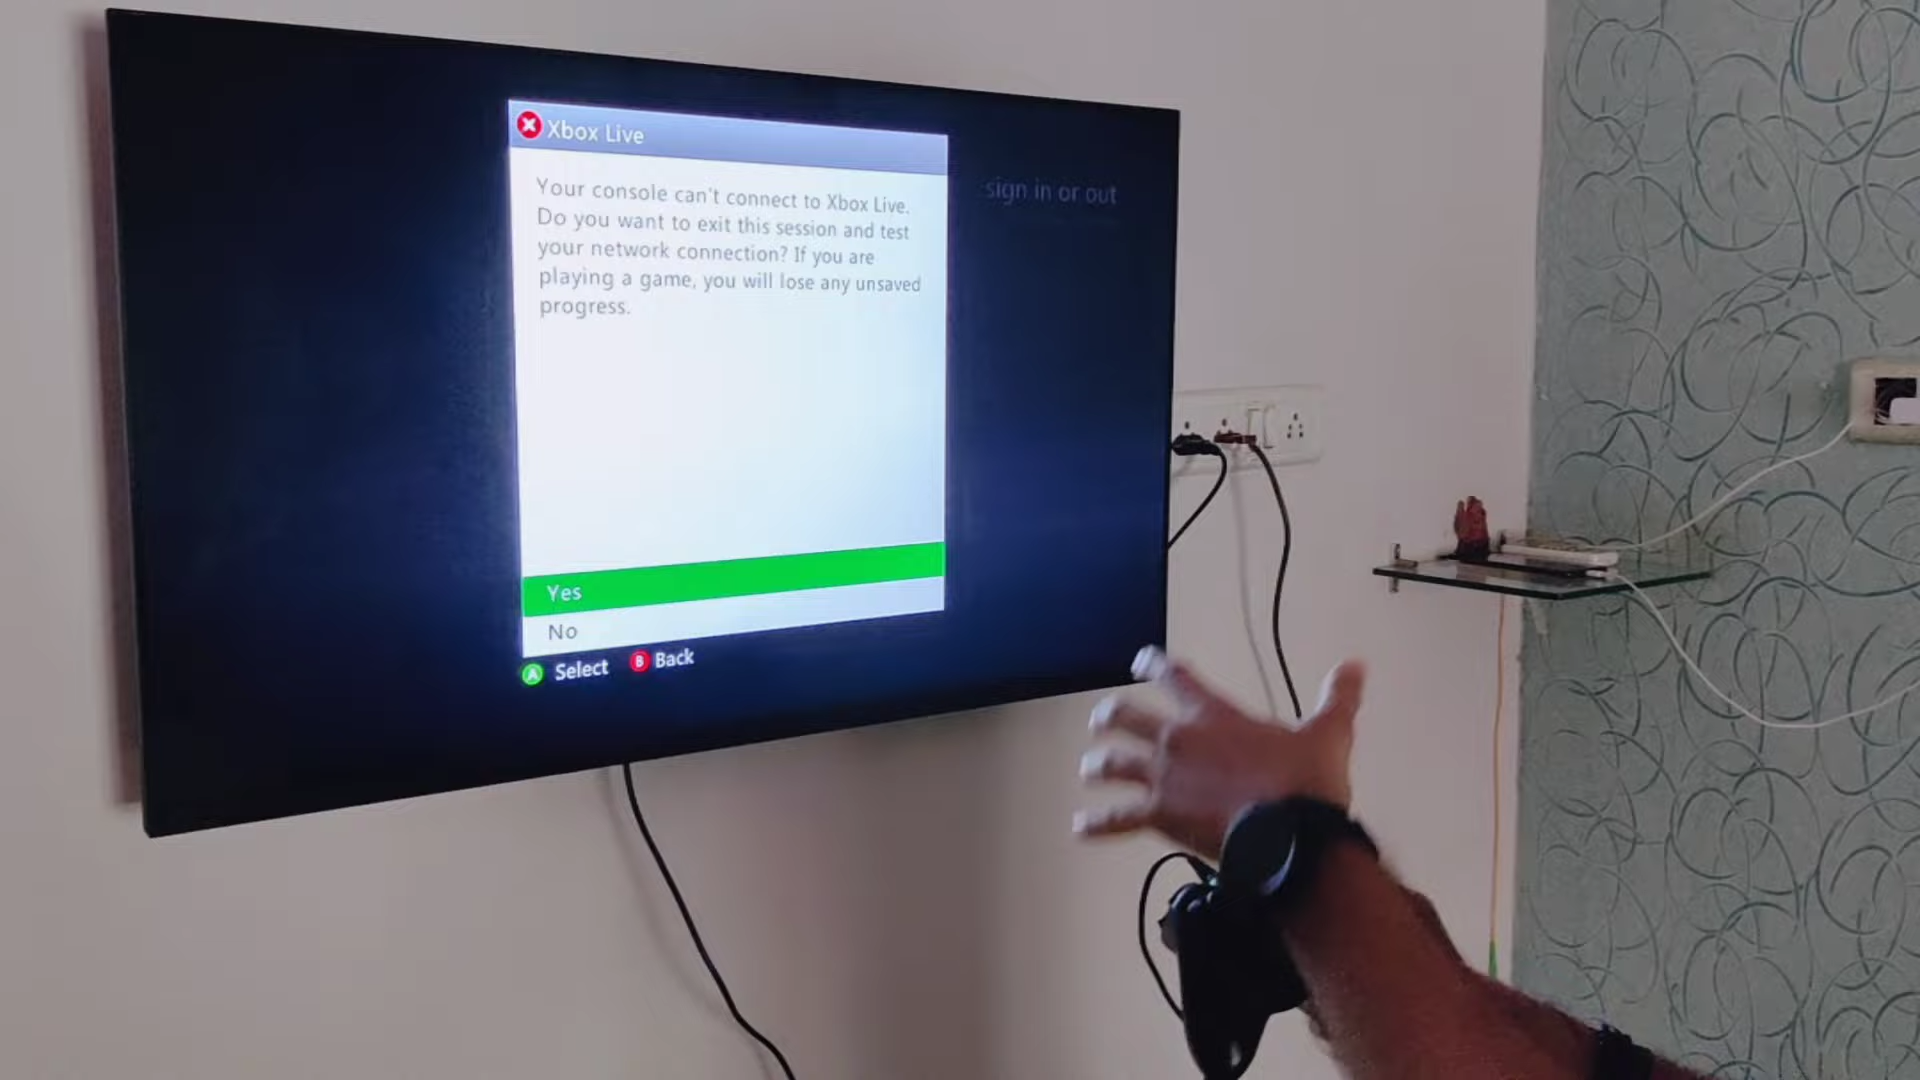 Xbox Live
Your console can't connect to Xbox Live.
Do you want to exit this session and test
your network connection? If you are
playing a game, you will lose any unsaved
progress.
sign in or out
Yes
No
A Select B Back